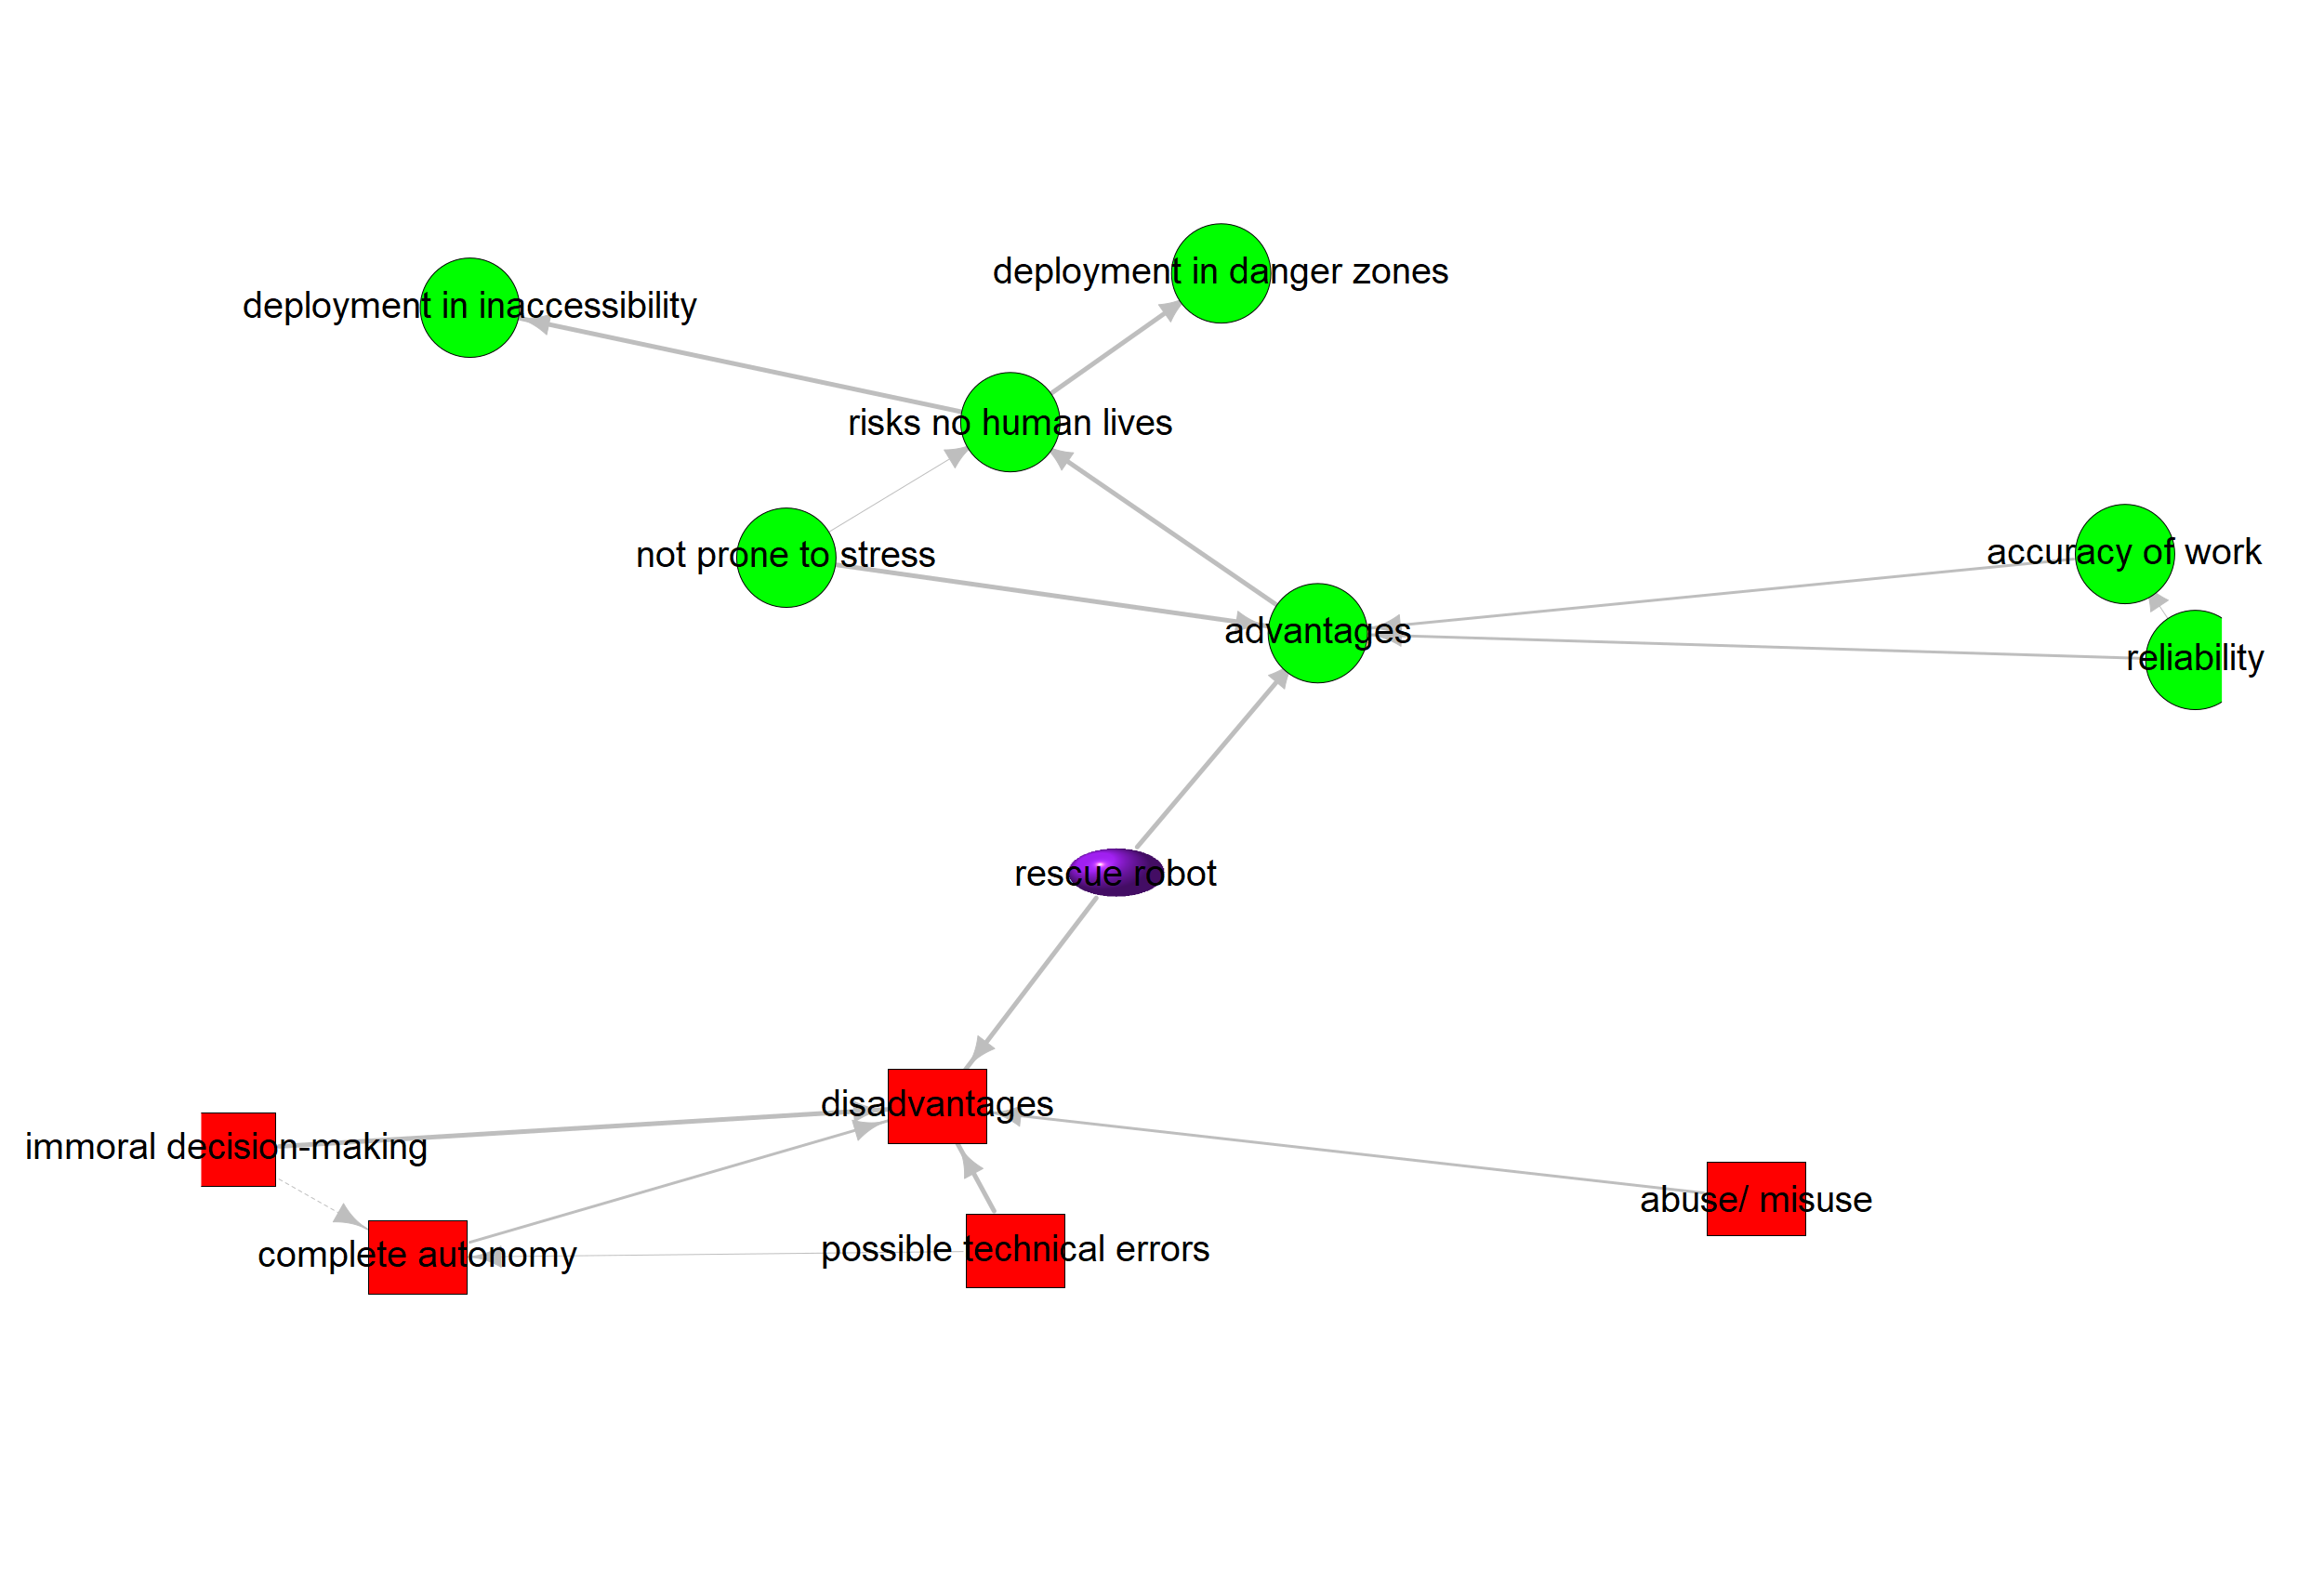 deployment in danger zones
deployment in inaccessibility
risks no human lives
not prone to stress
accuracy of work
advantages
reliability
rescue robot
disadvantages
immoral decision-making
abuse/ misuse
complete autonomy
possible technical errors